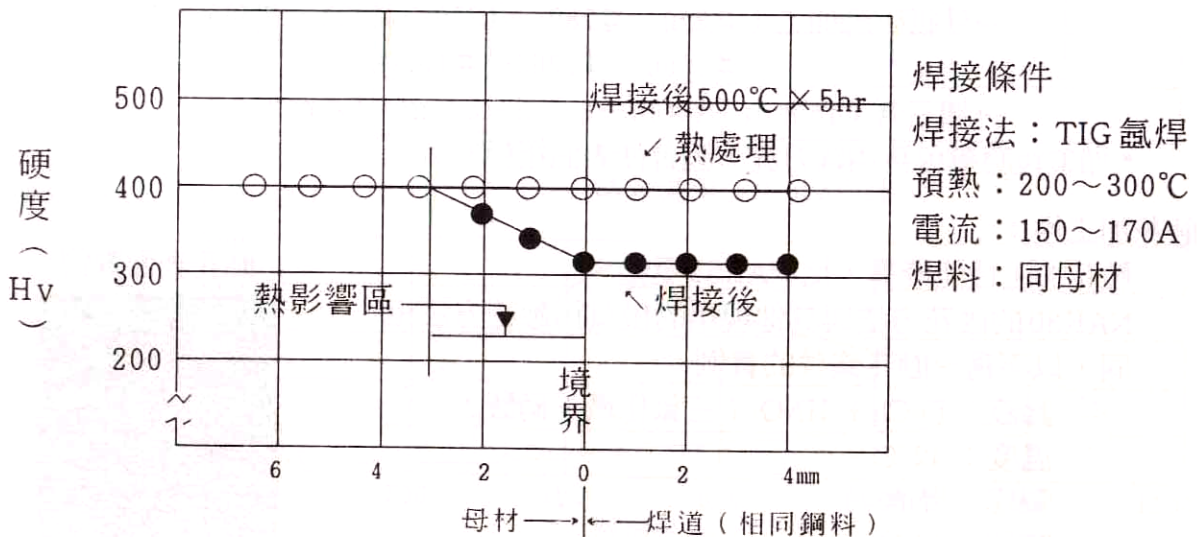 硬度(Hv)
500
400
300
200
焊接後500℃×5hr
↙熱處理
熱影響區
↖焊接後
境界
6 4 2 0 2 4mm
母材→←焊道(相同鋼料)
焊接條件
焊接法：TIG氬焊
預熱：200～300℃
電流：150～170A
焊料：同母材